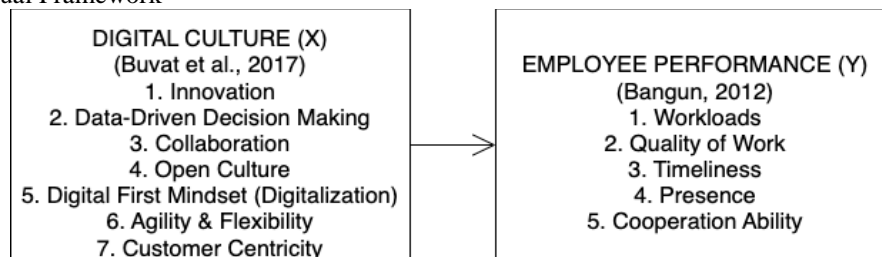 ual Framework
DIGITAL CULTURE (X)
(Buvat et al., 2017)
1. Innovation
2. Data-Driven Decision Making
3. Collaboration
4. Open Culture
5. Digital First Mindset (Digitalization)
6. Agility & Flexibility
7. Customer Centricity
EMPLOYEE PERFORMANCE (Y)
(Bangun, 2012)
1. Workloads
2. Quality of Work
3. Timeliness
4. Presence
5. Cooperation Ability